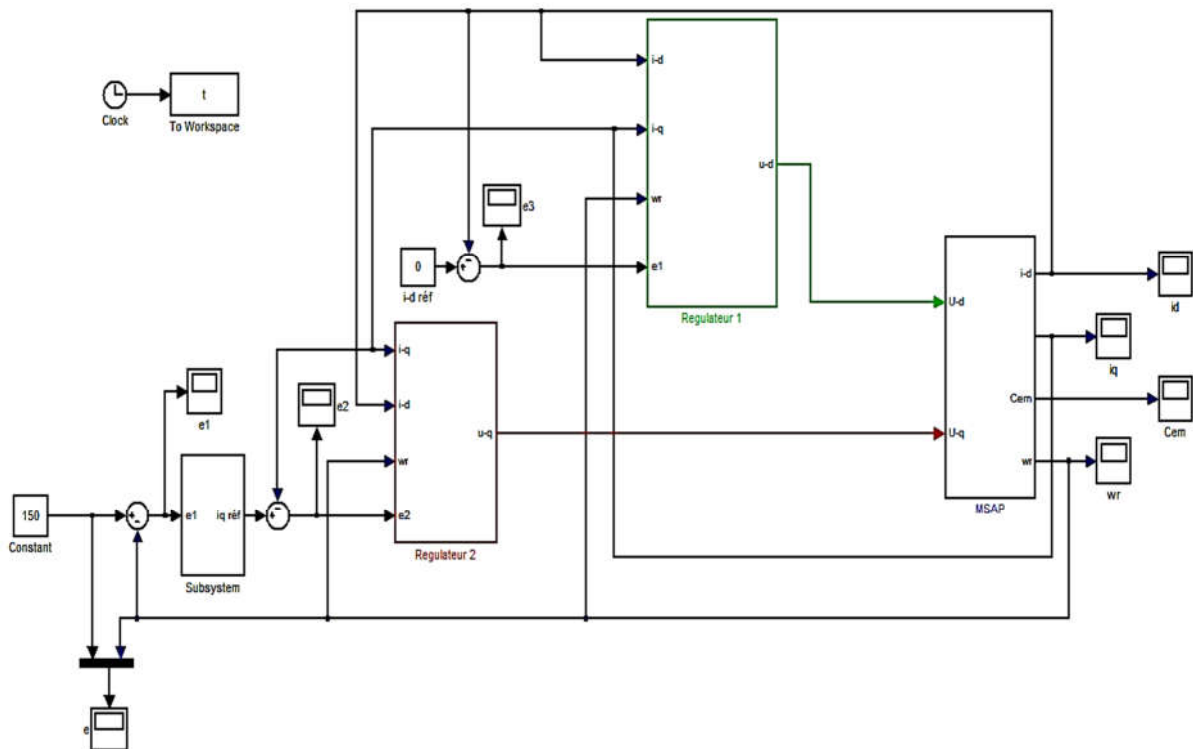 t
Clock
To Workspace
i-d
i-q
wr
e1
u-d
Regulateur 1
e3
0
i-d réf
i-q
i-d
wr
e2
u-q
Regulateur 2
e2
e1
150
Constant
e1
iq réf
Subsystem
e
U-d
U-q
i-d
Cem
wr
MSAP
id
iq
Cem
wr